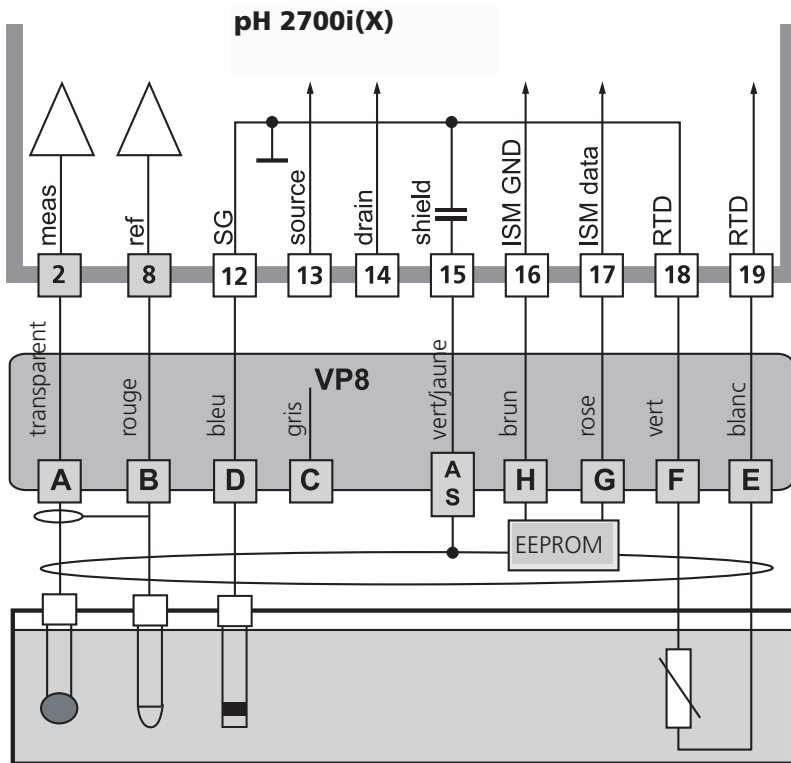 pH 2700i(X)
meas
ref
SG
source
drain
shield
ISM GND
ISM data
RTD
RTD
2
8
12
13
14
15
16
17
18
19
transparent
rouge
bleu
gris
VP8
vert/jaune
brun
rose
vert
blanc
A
B
D
C
A
S
H
G
F
E
EEPROM